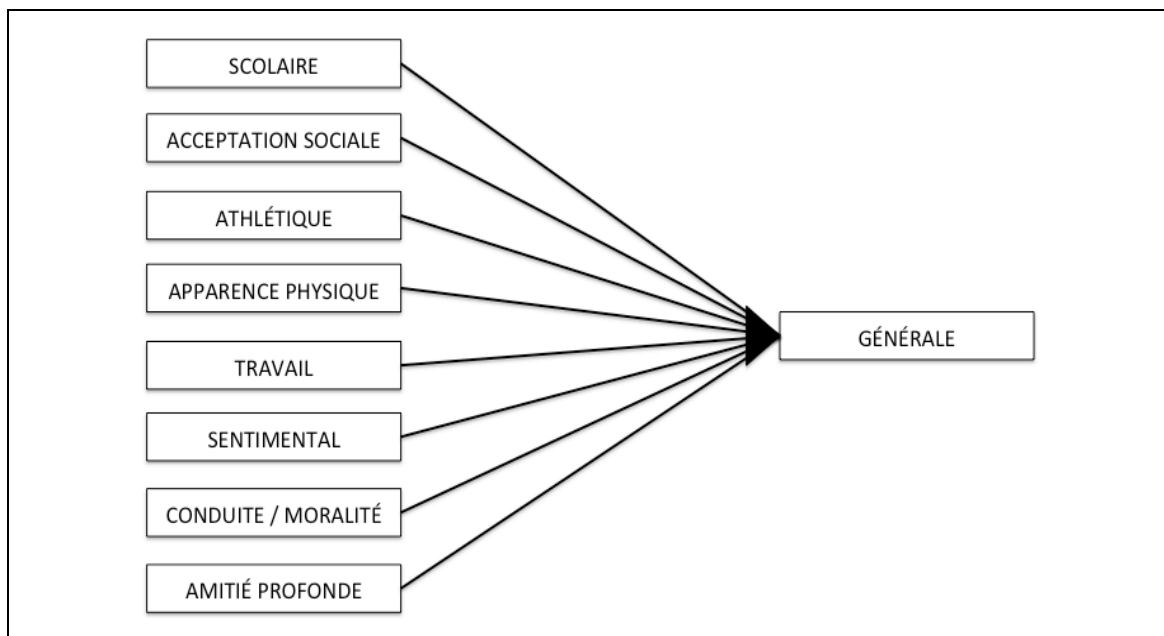 SCOLAIRE
ACCEPTATION SOCIALE
ATHLÉTIQUE
APPARENCE PHYSIQUE
TRAVAIL
SENTIMENTAL
CONDUITE / MORALITÉ
AMITIÉ PROFONDE
GÉNÉRALE